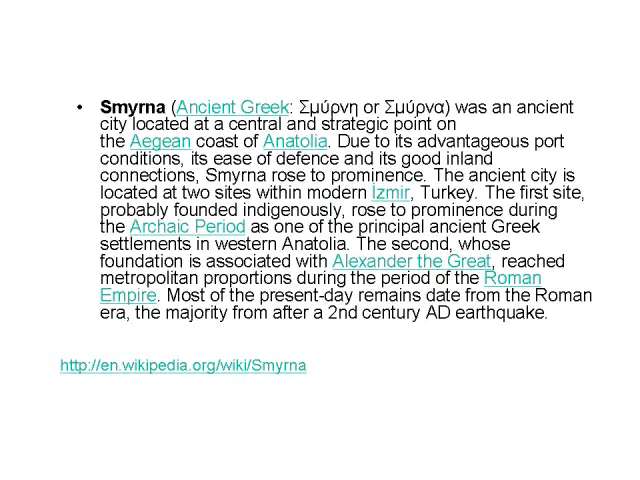 • Smyrna (Ancient Greek: Σμύρνη or Σμύρνα) was an ancient
city located at a central and strategic point on
the Aegean coast of Anatolia. Due to its advantageous port
conditions, its ease of defence and its good inland
connections, Smyrna rose to prominence. The ancient city is
located at two sites within modern İzmir, Turkey. The first site,
probably founded indigenously, rose to prominence during
the Archaic Period as one of the principal ancient Greek
settlements in western Anatolia. The second, whose
foundation is associated with Alexander the Great, reached
metropolitan proportions during the period of the Roman
Empire. Most of the present-day remains date from the Roman
era, the majority from after a 2nd century AD earthquake.
http://en.wikipedia.org/wiki/Smyrna